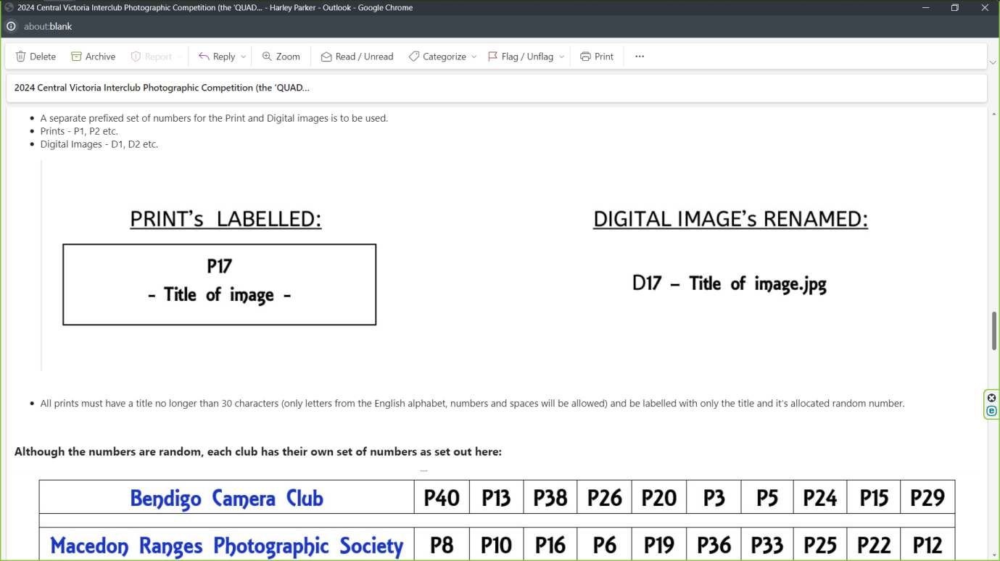 2024 Central Victoria Interclub Photographic Competition (the 'QUAD... - Harley Parker - Outlook - Google Chrome
about:blank
Delete Archive Report Reply Zoom Read / Unread Categorize Flag / Unflag Print ...
2024 Central Victoria Interclub Photographic Competition (the 'QUAD...
• A separate prefixed set of numbers for the Print and Digital images is to be used.
• Prints - P1, P2 etc.
• Digital Images - D1, D2 etc.
PRINT's LABELLED:
P17
- Title of image -
DIGITAL IMAGE's RENAMED:
D17 – Title of image.jpg
• All prints must have a title no longer than 30 characters (only letters from the English alphabet, numbers and spaces will be allowed) and be labelled with only the title and it's allocated random number.
Although the numbers are random, each club has their own set of numbers as set out here:
Bendigo Camera Club P40 P13 P38 P26 P20 P3 P5 P24 P15 P29
Macedon Ranges Photographic Society P8 P10 P16 P6 P19 P36 P33 P25 P22 P12